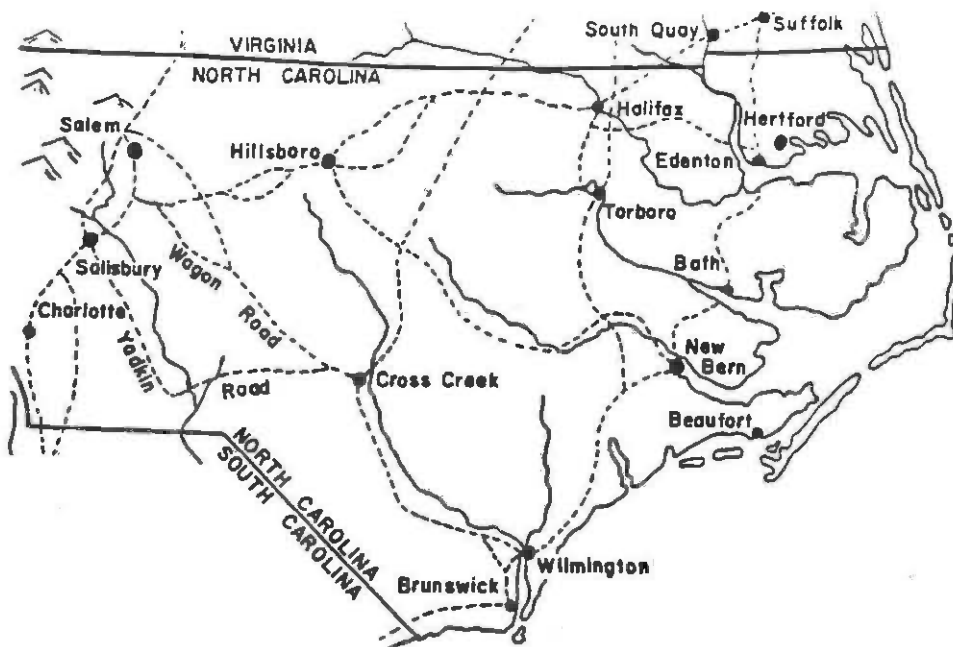 South Quay
Suffolk
VIRGINIA
NORTH CAROLINA
Halifax
Hertford
Salem
Hillsboro
Edenton
Torboro
Salisbury
Wagon
Road
Bath
Charlotte
Yadkin
Road
Cross Creek
New
Bern
Beaufort
NORTH CAROLINA
SOUTH CAROLINA
Wilmington
Brunswick